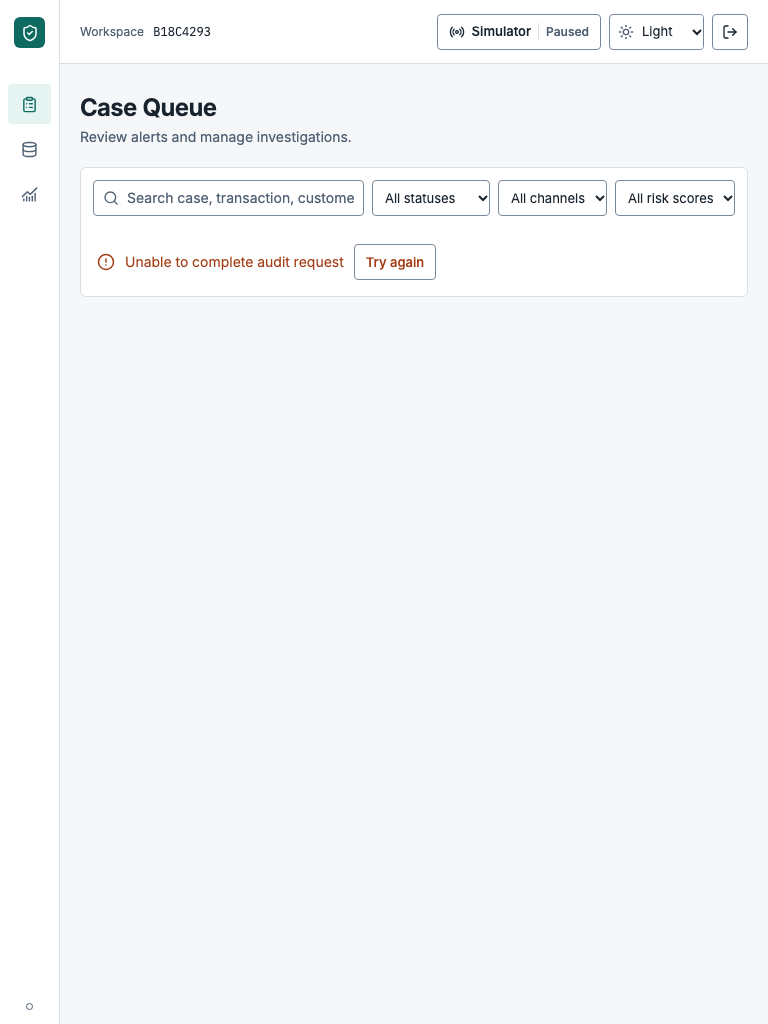 Workspace B18C4293
Simulator Paused
Light
Case Queue
Review alerts and manage investigations.
Search case, transaction, custome
All statuses
All channels
All risk scores
Unable to complete audit request
Try again